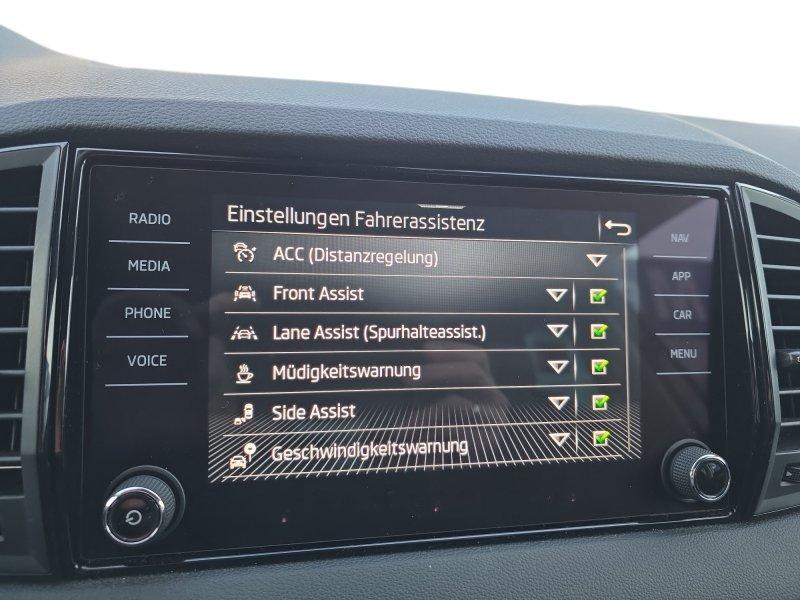 Einstellungen Fahrerassistenz
RADIO
MEDIA
PHONE
VOICE
ACC (Distanzregelung)
Front Assist
Lane Assist (Spurhalteassist.)
Müdigkeitswarnung
Side Assist
Geschwindigkeitswarnung
NAV
APP
CAR
MENU